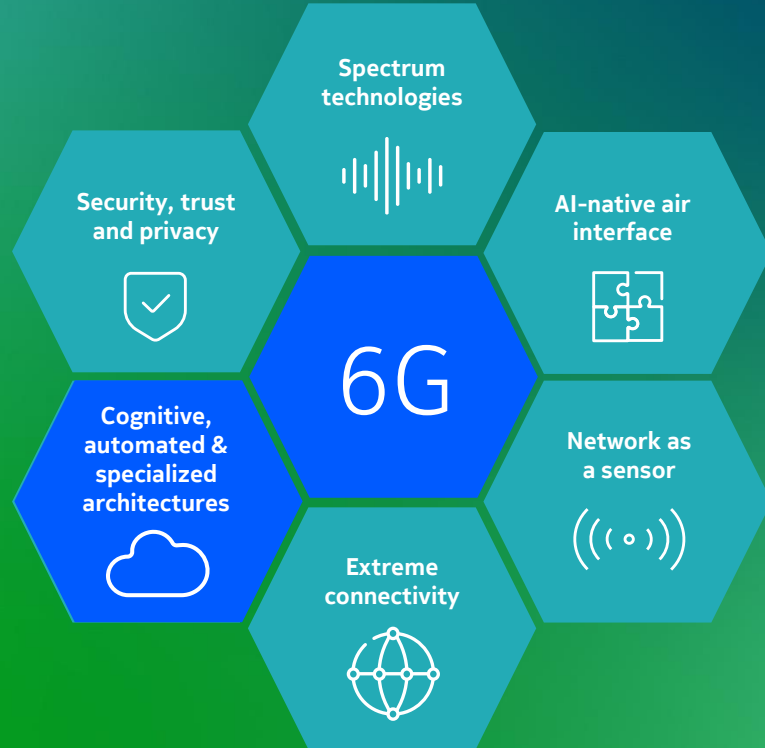 Spectrum
technologies
Security, trust
and privacy
AI-native air
interface
6G
Cognitive,
automated &
specialized
architectures
Network as
a sensor
Extreme
connectivity